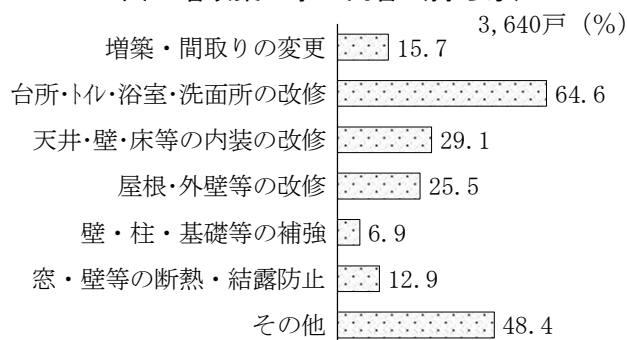 3,640戸 (%)
増築・間取りの変更 15.7
台所・トイレ・浴室・洗面所の改修 64.6
天井・壁・床等の内装の改修 29.1
屋根・外壁等の改修 25.5
壁・柱・基礎等の補強 6.9
窓・壁等の断熱・結露防止 12.9
その他 48.4